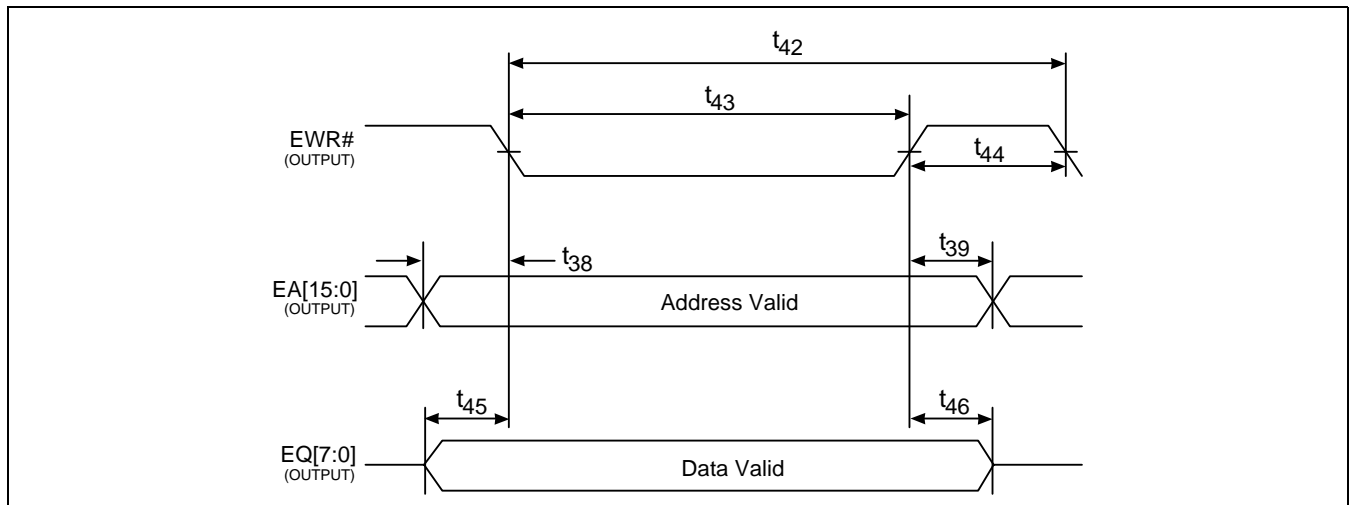 t42
t43
EWR#
(OUTPUT)
t44
t38
t39
EA[15:0]
(OUTPUT)
Address Valid
t45
t46
EQ[7:0]
(OUTPUT)
Data Valid